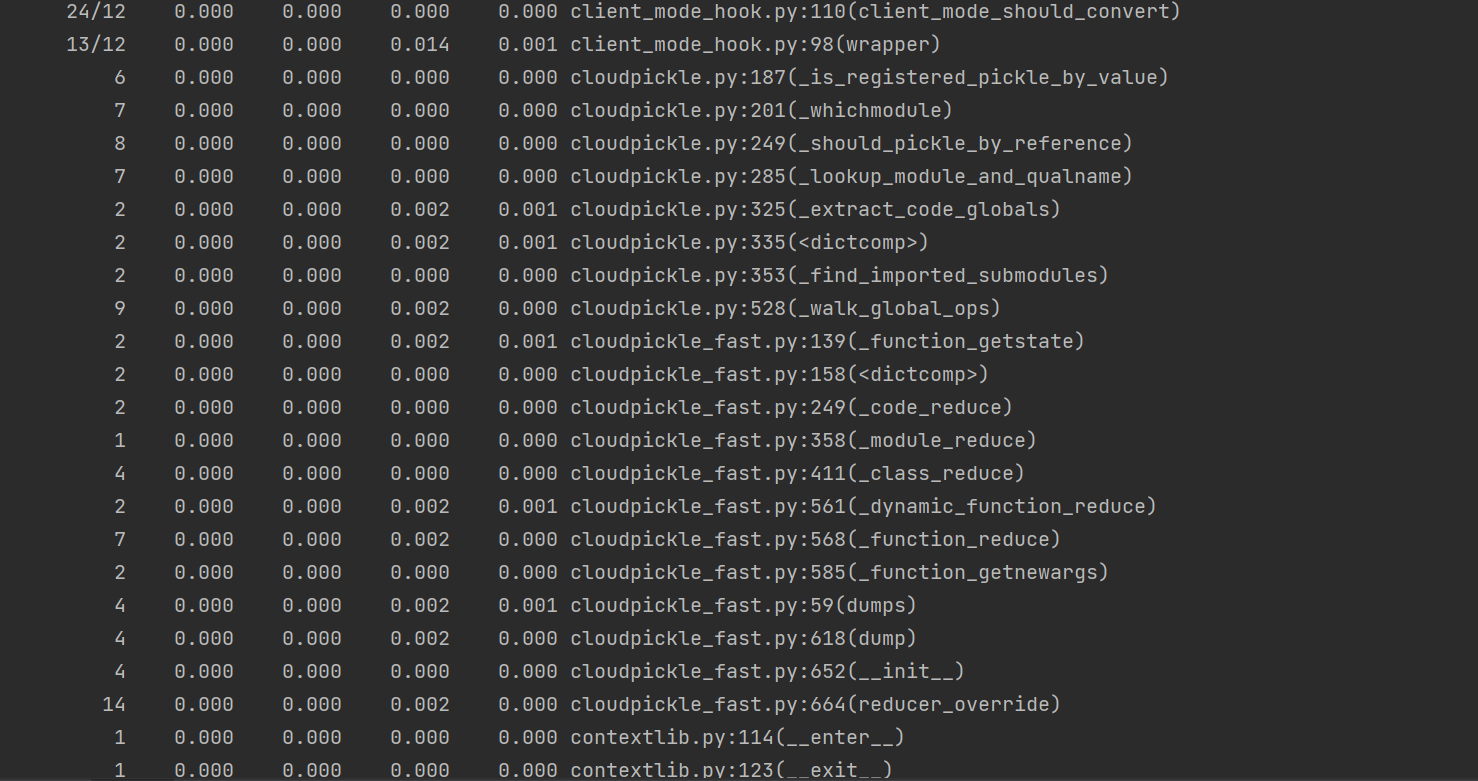 24/12    0.000    0.000    0.000    0.000 client_mode_hook.py:110(client_mode_should_convert)
13/12    0.000    0.000    0.014    0.001 client_mode_hook.py:98(wrapper)
6    0.000    0.000    0.000    0.000 cloudpickle.py:187(_is_registered_pickle_by_value)
7    0.000    0.000    0.000    0.000 cloudpickle.py:201(_whichmodule)
8    0.000    0.000    0.000    0.000 cloudpickle.py:249(_should_pickle_by_reference)
7    0.000    0.000    0.000    0.000 cloudpickle.py:285(_lookup_module_and_qualname)
2    0.000    0.000    0.002    0.001 cloudpickle.py:325(_extract_code_globals)
2    0.000    0.000    0.002    0.001 cloudpickle.py:335(<dictcomp>)
2    0.000    0.000    0.000    0.000 cloudpickle.py:353(_find_imported_submodules)
9    0.000    0.000    0.002    0.000 cloudpickle.py:528(_walk_global_ops)
2    0.000    0.000    0.002    0.001 cloudpickle_fast.py:139(_function_getstate)
2    0.000    0.000    0.000    0.000 cloudpickle_fast.py:158(<dictcomp>)
2    0.000    0.000    0.000    0.000 cloudpickle_fast.py:249(_code_reduce)
1    0.000    0.000    0.000    0.000 cloudpickle_fast.py:358(_module_reduce)
4    0.000    0.000    0.000    0.000 cloudpickle_fast.py:411(_class_reduce)
2    0.000    0.000    0.002    0.001 cloudpickle_fast.py:561(_dynamic_function_reduce)
7    0.000    0.000    0.002    0.000 cloudpickle_fast.py:568(_function_reduce)
2    0.000    0.000    0.000    0.000 cloudpickle_fast.py:585(_function_getnewargs)
4    0.000    0.000    0.002    0.001 cloudpickle_fast.py:59(dumps)
4    0.000    0.000    0.002    0.000 cloudpickle_fast.py:618(dump)
4    0.000    0.000    0.000    0.000 cloudpickle_fast.py:652(__init__)
14    0.000    0.000    0.002    0.000 cloudpickle_fast.py:664(reducer_override)
1    0.000    0.000    0.000    0.000 contextlib.py:114(__enter__)
1    0.000    0.000    0.000    0.000 contextlib.py:123(__exit__)